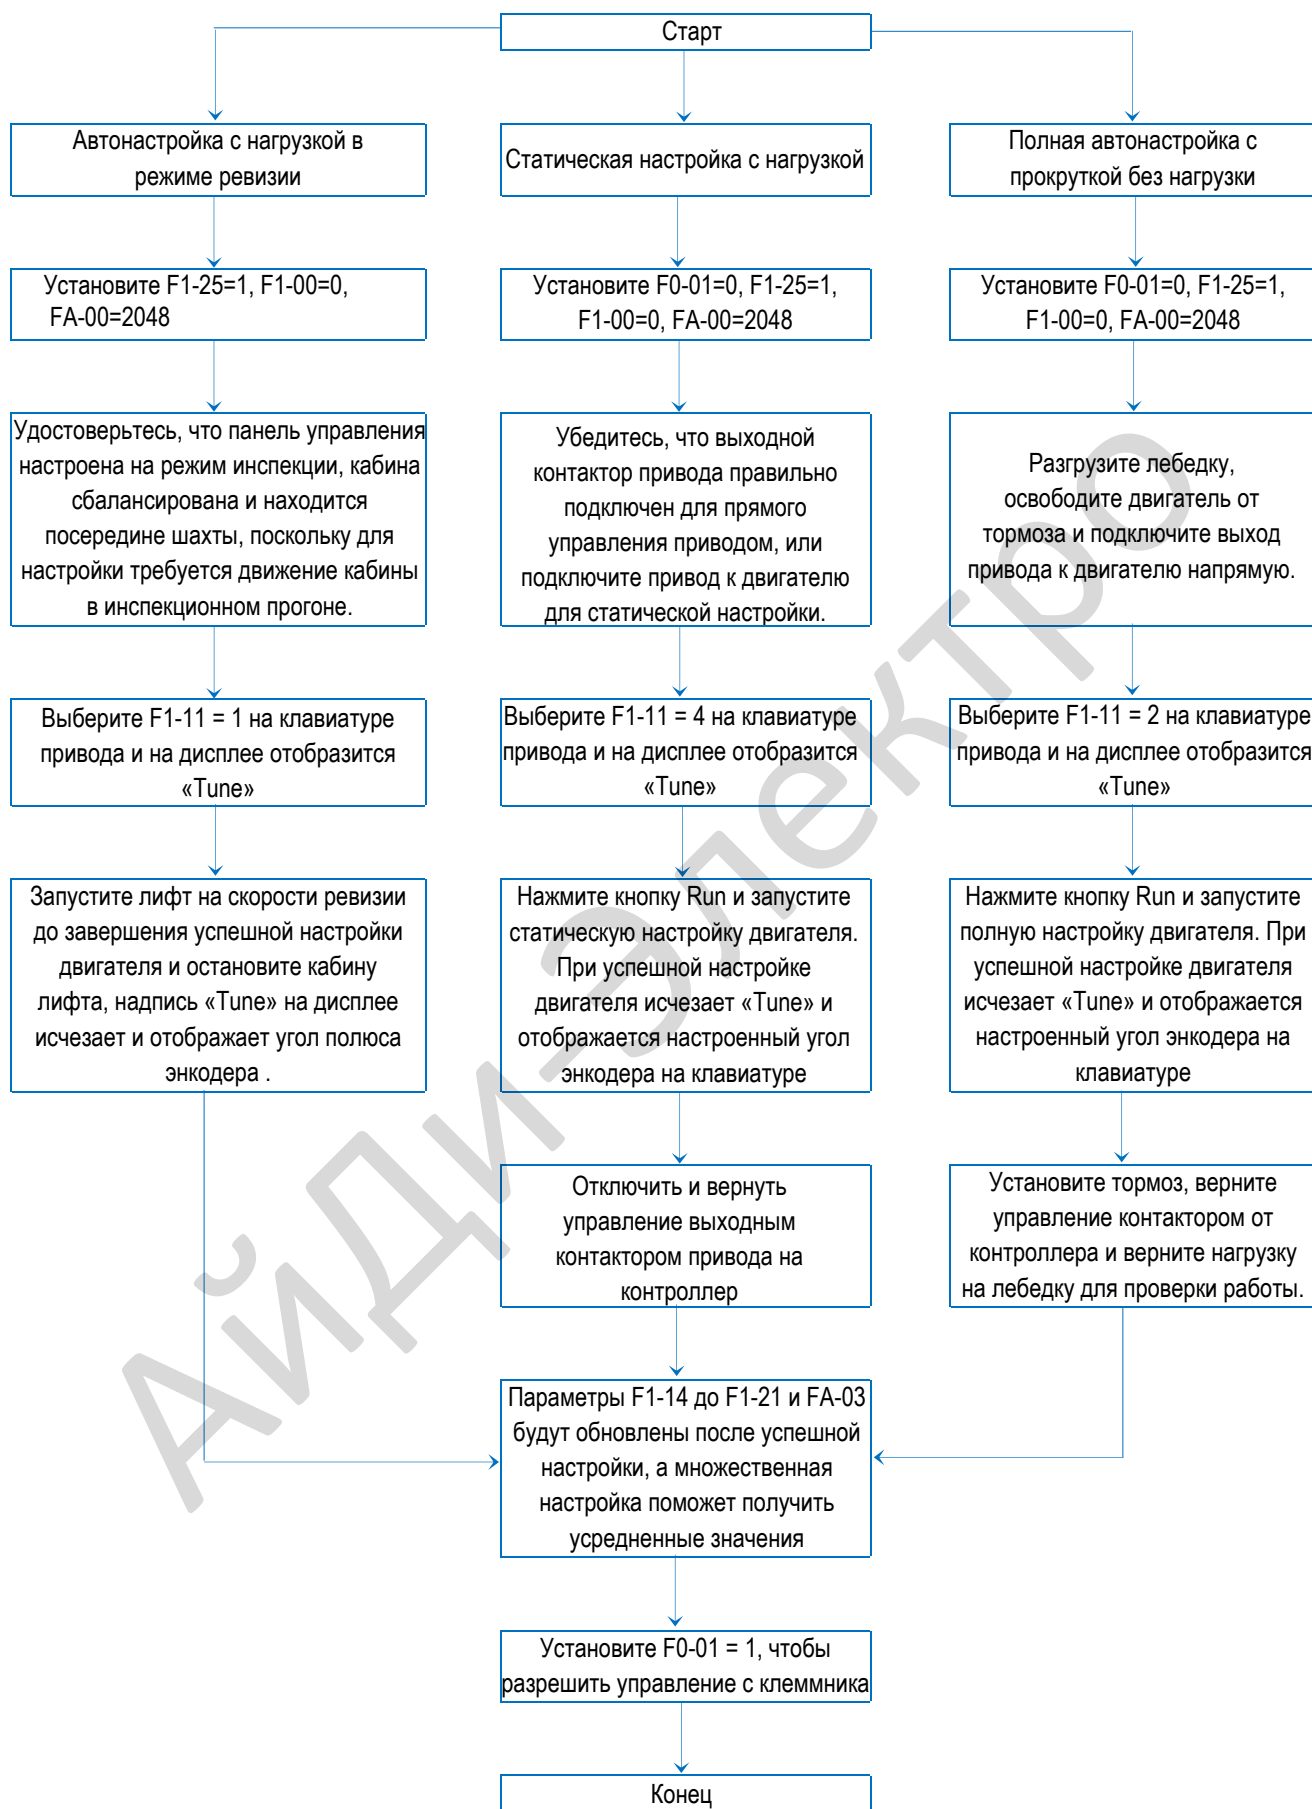 Старт
Автонастройка с нагрузкой в
режиме ревизии
Статическая настройка с нагрузкой
Полная автонастройка с
прокруткой без нагрузки
Установите F1-25=1, F1-00=0,
FA-00=2048
Установите F0-01=0, F1-25=1,
F1-00=0, FA-00=2048
Установите F0-01=0, F1-25=1,
F1-00=0, FA-00=2048
Удостоверьтесь, что панель управления
настроена на режим инспекции, кабина
сбалансирована и находится
посередине шахты, поскольку для
настройки требуется движение кабины
в инспекционном прогоне.
Убедитесь, что выходной
контактор привода правильно
подключен для прямого
управления приводом, или
подключите привод к двигателю
для статической настройки.
Разгрузите лебедку,
освободите двигатель от
тормоза и подключите выход
привода к двигателю напрямую.
Выберите F1-11 = 1 на клавиатуре
привода и на дисплее отобразится
«Tune»
Выберите F1-11 = 4 на клавиатуре
привода и на дисплее отобразится
«Tune»
Выберите F1-11 = 2 на клавиатуре
привода и на дисплее отобразится
«Tune»
Запустите лифт на скорости ревизии
до завершения успешной настройки
двигателя и остановите кабину
лифта, надпись «Tune» на дисплее
исчезает и отображает угол полюса
энкодера .
Нажмите кнопку Run и запустите
статическую настройку двигателя.
При успешной настройке
двигателя исчезает «Tune» и
отображается настроенный угол
энкодера на клавиатуре
Нажмите кнопку Run и запустите
полную настройку двигателя. При
успешной настройке двигателя
исчезает «Tune» и отображается
настроенный угол энкодера на
клавиатуре
Отключить и вернуть
управление выходным
контактором привода на
контроллер
Установите тормоз, верните
управление контактором от
контроллера и верните нагрузку
на лебедку для проверки работы.
Параметры F1-14 до F1-21 и FA-03
будут обновлены после успешной
настройки, а множественная
настройка поможет получить
усредненные значения
Установите F0-01 = 1, чтобы
разрешить управление с клеммника
Конец
АйДи-Электро